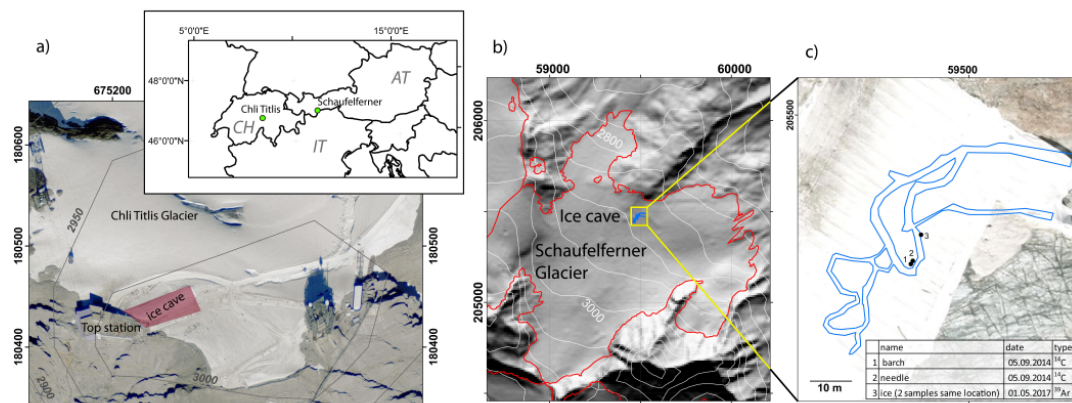 a)
5°0'0"E
15°0'0"E
675200
48°0'0"N
46°0'0"N
AT
Chli Titlis
Schaufelferner
CH
IT
180600
2950
Chli Titlis Glacier
180500
180500
ice cave
Top station
180400
180400
2900
3000
b)
59000
60000
206000
2800
Ice cave
Schaufelferner
Glacier
3000
205000
c)
59500
205500
3
2
1
10 m
name date type
1 barch 05.09.2014 ¹⁴C
2 needle 05.09.2014 ¹⁴C
3 ice (2 samples same location) 01.05.2017 ³⁹Ar